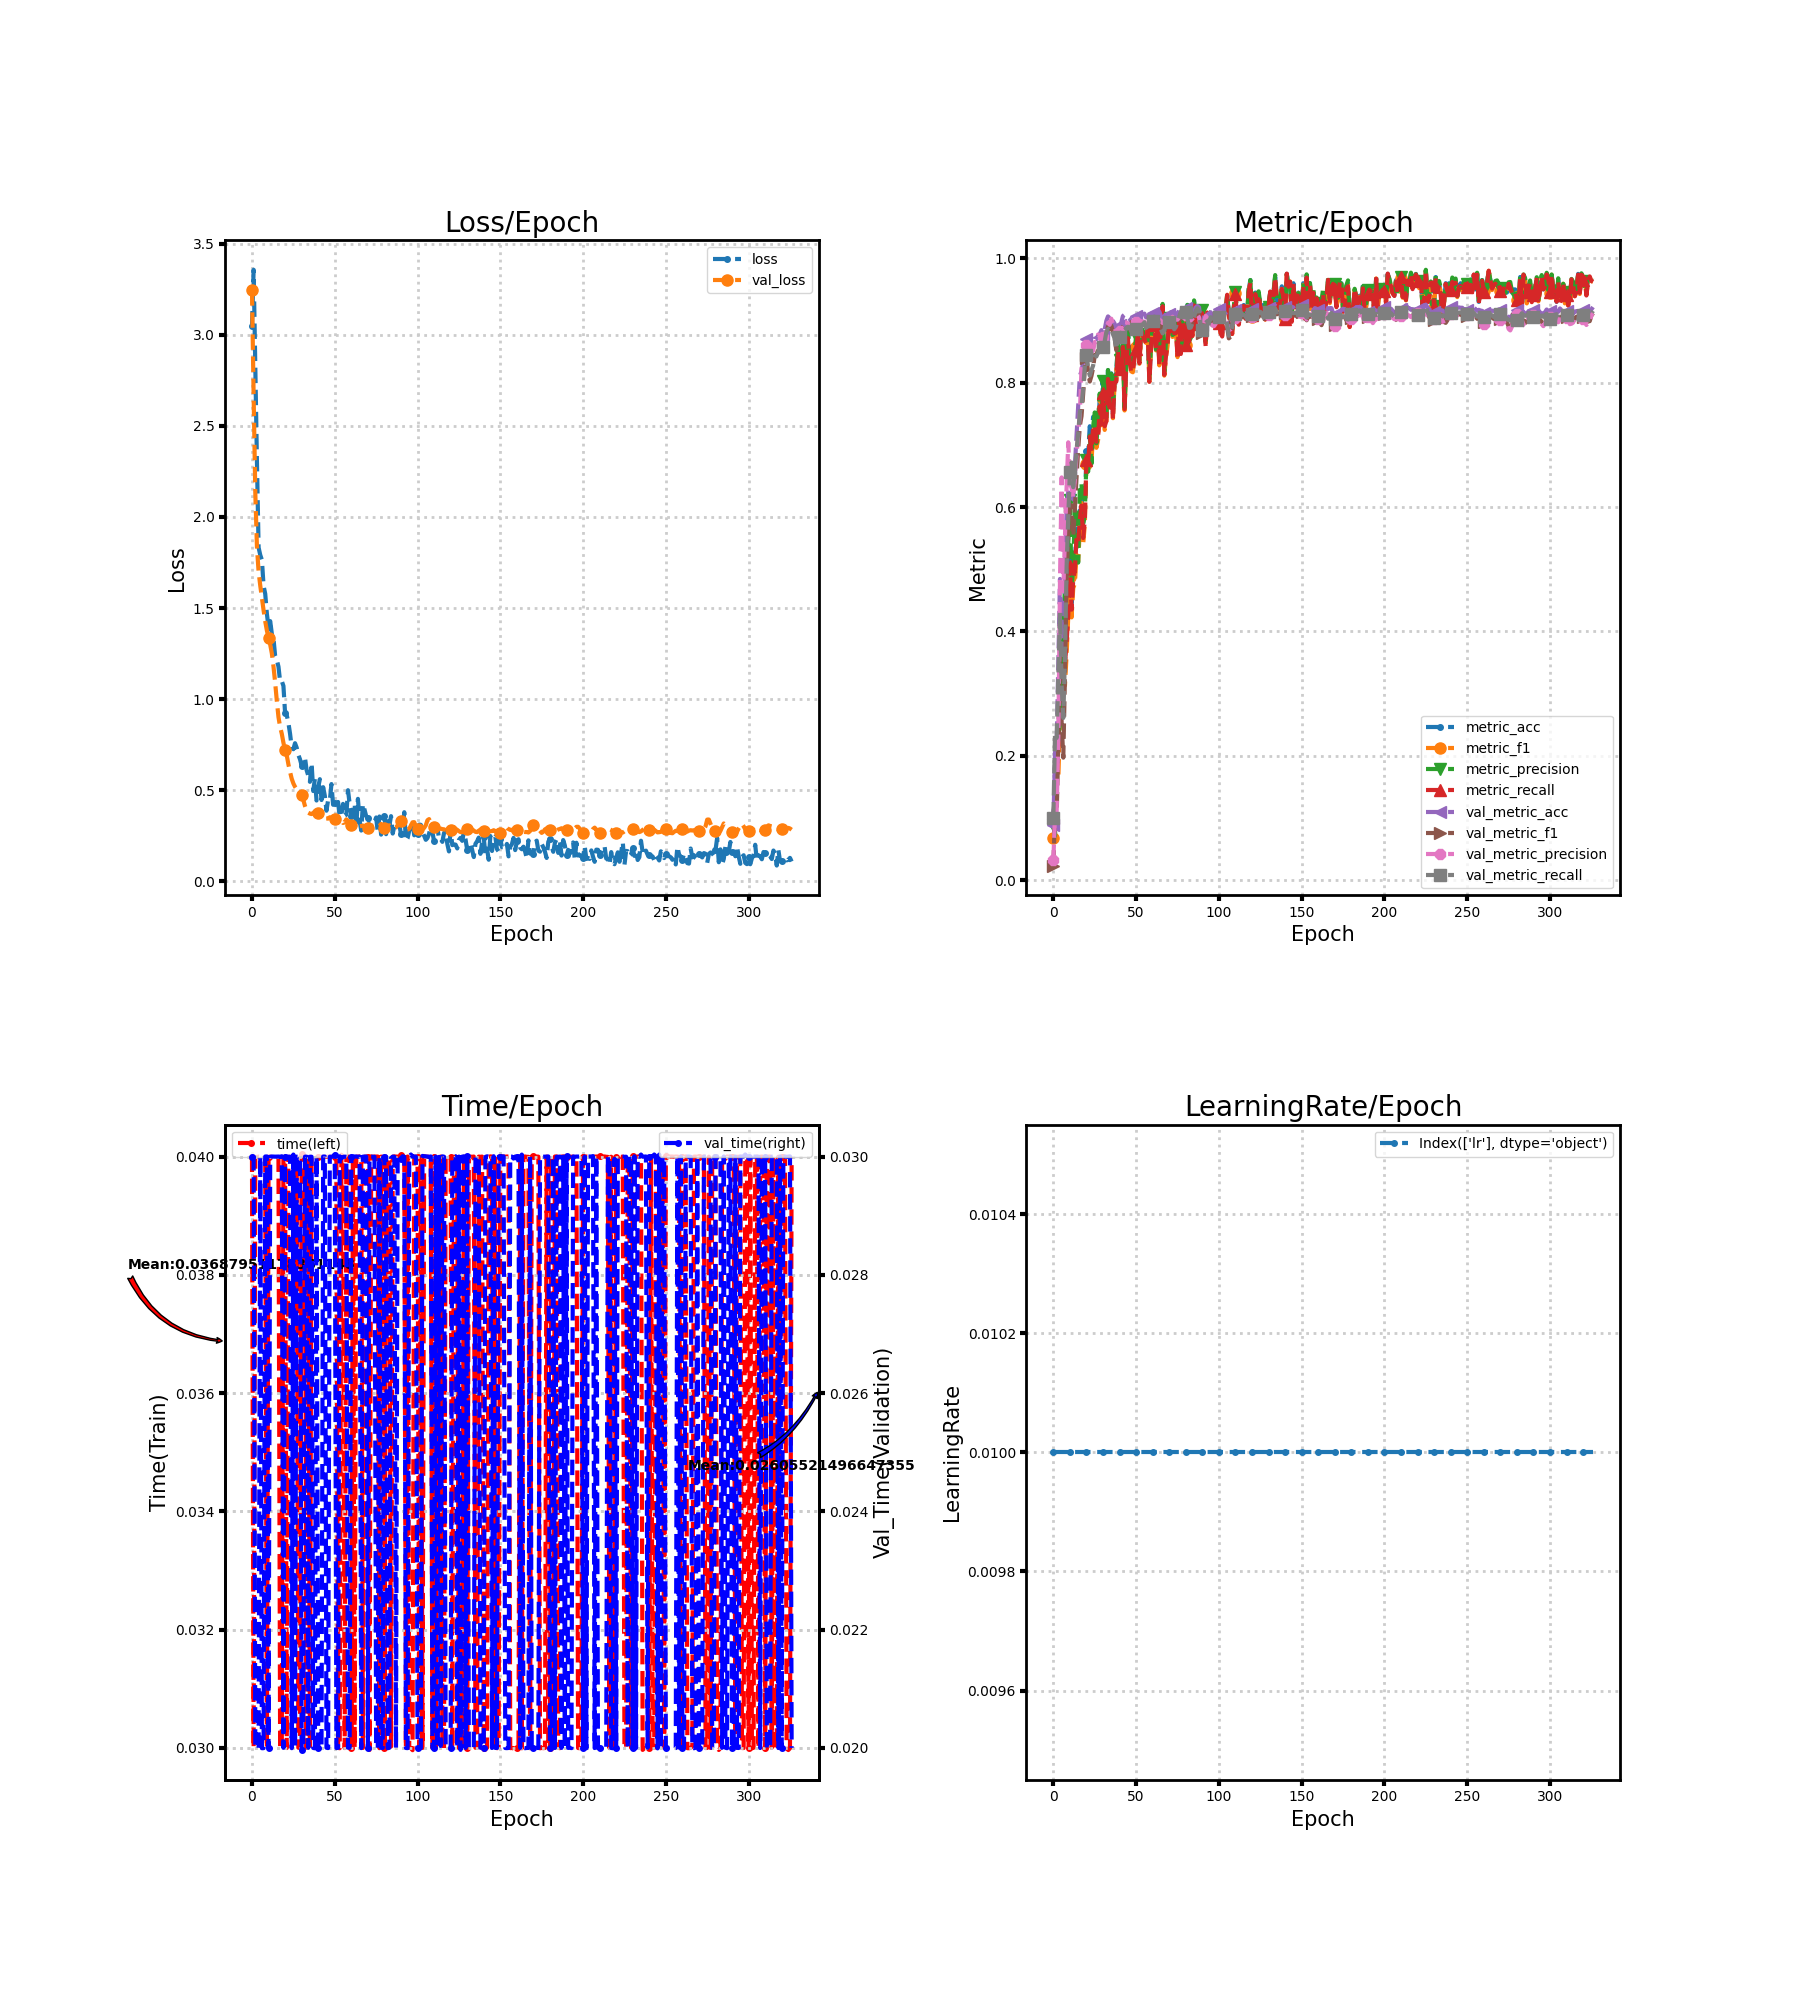 Loss/Epoch
3.5
3.0
2.5
2.0
1.5
1.0
0.5
0.0
Loss
loss
val_loss
0 50 100 150 200 250 300
Epoch
Metric/Epoch
1.0
0.8
0.6
0.4
0.2
0.0
Metric
metric_acc
metric_f1
metric_precision
metric_recall
val_metric_acc
val_metric_f1
val_metric_precision
val_metric_recall
0 50 100 150 200 250 300
Epoch
Time/Epoch
time(left)
val_time(right)
0.040
0.038
0.036
0.034
0.032
0.030
Time(Train)
0.030
0.028
0.026
0.024
0.022
0.020
Val_Time(Validation)
Mean:0.0260552149664​7355
0 50 100 150 200 250 300
Epoch
LearningRate/Epoch
Index(['lr'], dtype='object')
0.0104
0.0102
0.0100
0.0098
0.0096
LearningRate
0 50 100 150 200 250 300
Epoch